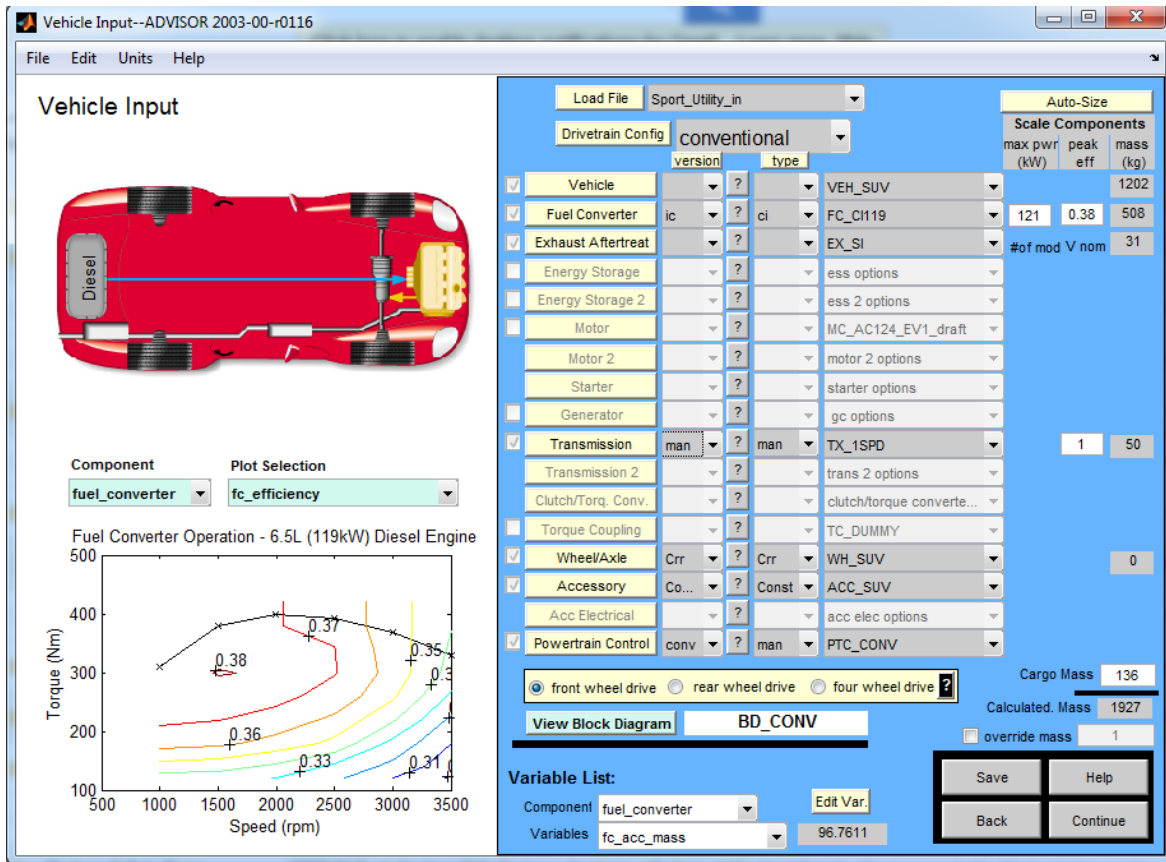 Vehicle Input--ADVISOR 2003-00-r0116
File Edit Units Help
Vehicle Input
Diesel
Component Plot Selection
fuel_converter fc_efficiency
Fuel Converter Operation - 6.5L (119kW) Diesel Engine
500
400
300
200
100
Torque (Nm)
0.37
0.38
0.35
0.36
0.33
0.31
500 1000 1500 2000 2500 3000 3500
Speed (rpm)
Load File Sport_Utility_in
Drivetrain Config conventional
version type
Auto-Size
Scale Components
max pwr (kW) peak eff mass (kg)
Vehicle ? VEH_SUV 1202
Fuel Converter ic ? ci FC_CI119 121 0.38 508
Exhaust Aftertreat ? EX_SI #of mod V nom 31
Energy Storage ? ess options
Energy Storage 2 ? ess 2 options
Motor ? MC_AC124_EV1_draft
Motor 2 ? motor 2 options
Starter ? starter options
Generator ? gc options
Transmission man ? man TX_1SPD 1 50
Transmission 2 ? trans 2 options
Clutch/Torq. Conv. ? clutch/torque converte...
Torque Coupling ? TC_DUMMY
Wheel/Axle Crr ? Crr WH_SUV 0
Accessory Co... ? Const ACC_SUV
Acc Electrical ? acc elec options
Powertrain Control conv ? man PTC_CONV
front wheel drive rear wheel drive four wheel drive ?
Cargo Mass 136
Calculated. Mass 1927
override mass 1
View Block Diagram BD_CONV
Variable List:
Component fuel_converter Edit Var.
Variables fc_acc_mass 96.7611
Save Help
Back Continue